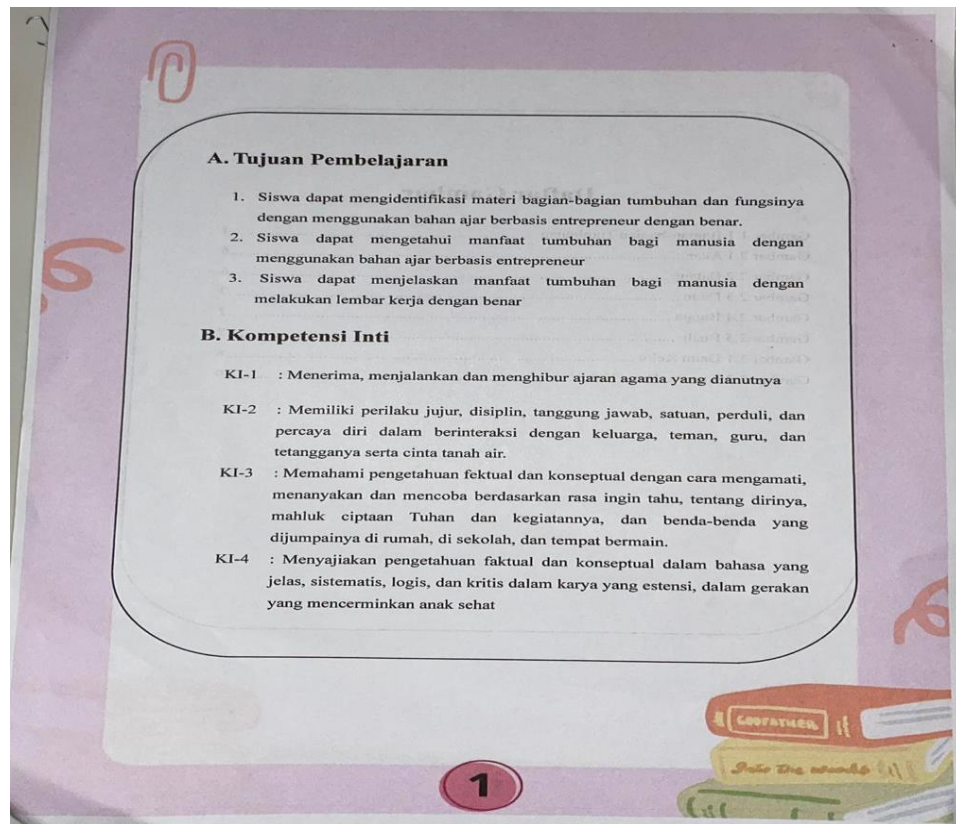 A. Tujuan Pembelajaran
1. Siswa dapat mengidentifikasi materi bagian-bagian tumbuhan dan fungsinya
dengan menggunakan bahan ajar berbasis entrepreneur dengan benar.
2. Siswa dapat mengetahui manfaat tumbuhan bagi manusia dengan
menggunakan bahan ajar berbasis entrepreneur
3. Siswa dapat menjelaskan manfaat tumbuhan bagi manusia dengan
melakukan lembar kerja dengan benar
B. Kompetensi Inti
KI-1 : Menerima, menjalankan dan menghibur ajaran agama yang dianutnya
KI-2 : Memiliki perilaku jujur, disiplin, tanggung jawab, satuan, perduli, dan
percaya diri dalam berinteraksi dengan keluarga, teman, guru, dan
tetangganya serta cinta tanah air.
KI-3 : Memahami pengetahuan fektual dan konseptual dengan cara mengamati,
menanyakan dan mencoba berdasarkan rasa ingin tahu, tentang dirinya,
mahluk ciptaan Tuhan dan kegiatannya, dan benda-benda yang
dijumpainya di rumah, di sekolah, dan tempat bermain.
KI-4 : Menyajiakan pengetahuan faktual dan konseptual dalam bahasa yang
jelas, sistematis, logis, dan kritis dalam karya yang estensi, dalam gerakan
yang mencerminkan anak sehat
GODFATHER
Into The
1